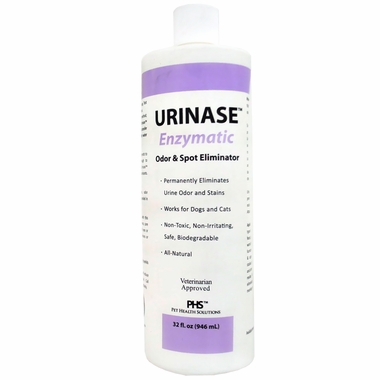 URINASE™
Enzymatic
Odor & Spot Eliminator
· Permanently Eliminates
Urine Odor and Stains
· Works for Dogs and Cats
· Non-Toxic, Non-Irritating,
Safe, Biodegradable
· All-Natural
Veterinarian
Approved
PHS™
PET HEALTH SOLUTIONS
32 fl. oz (946 mL)